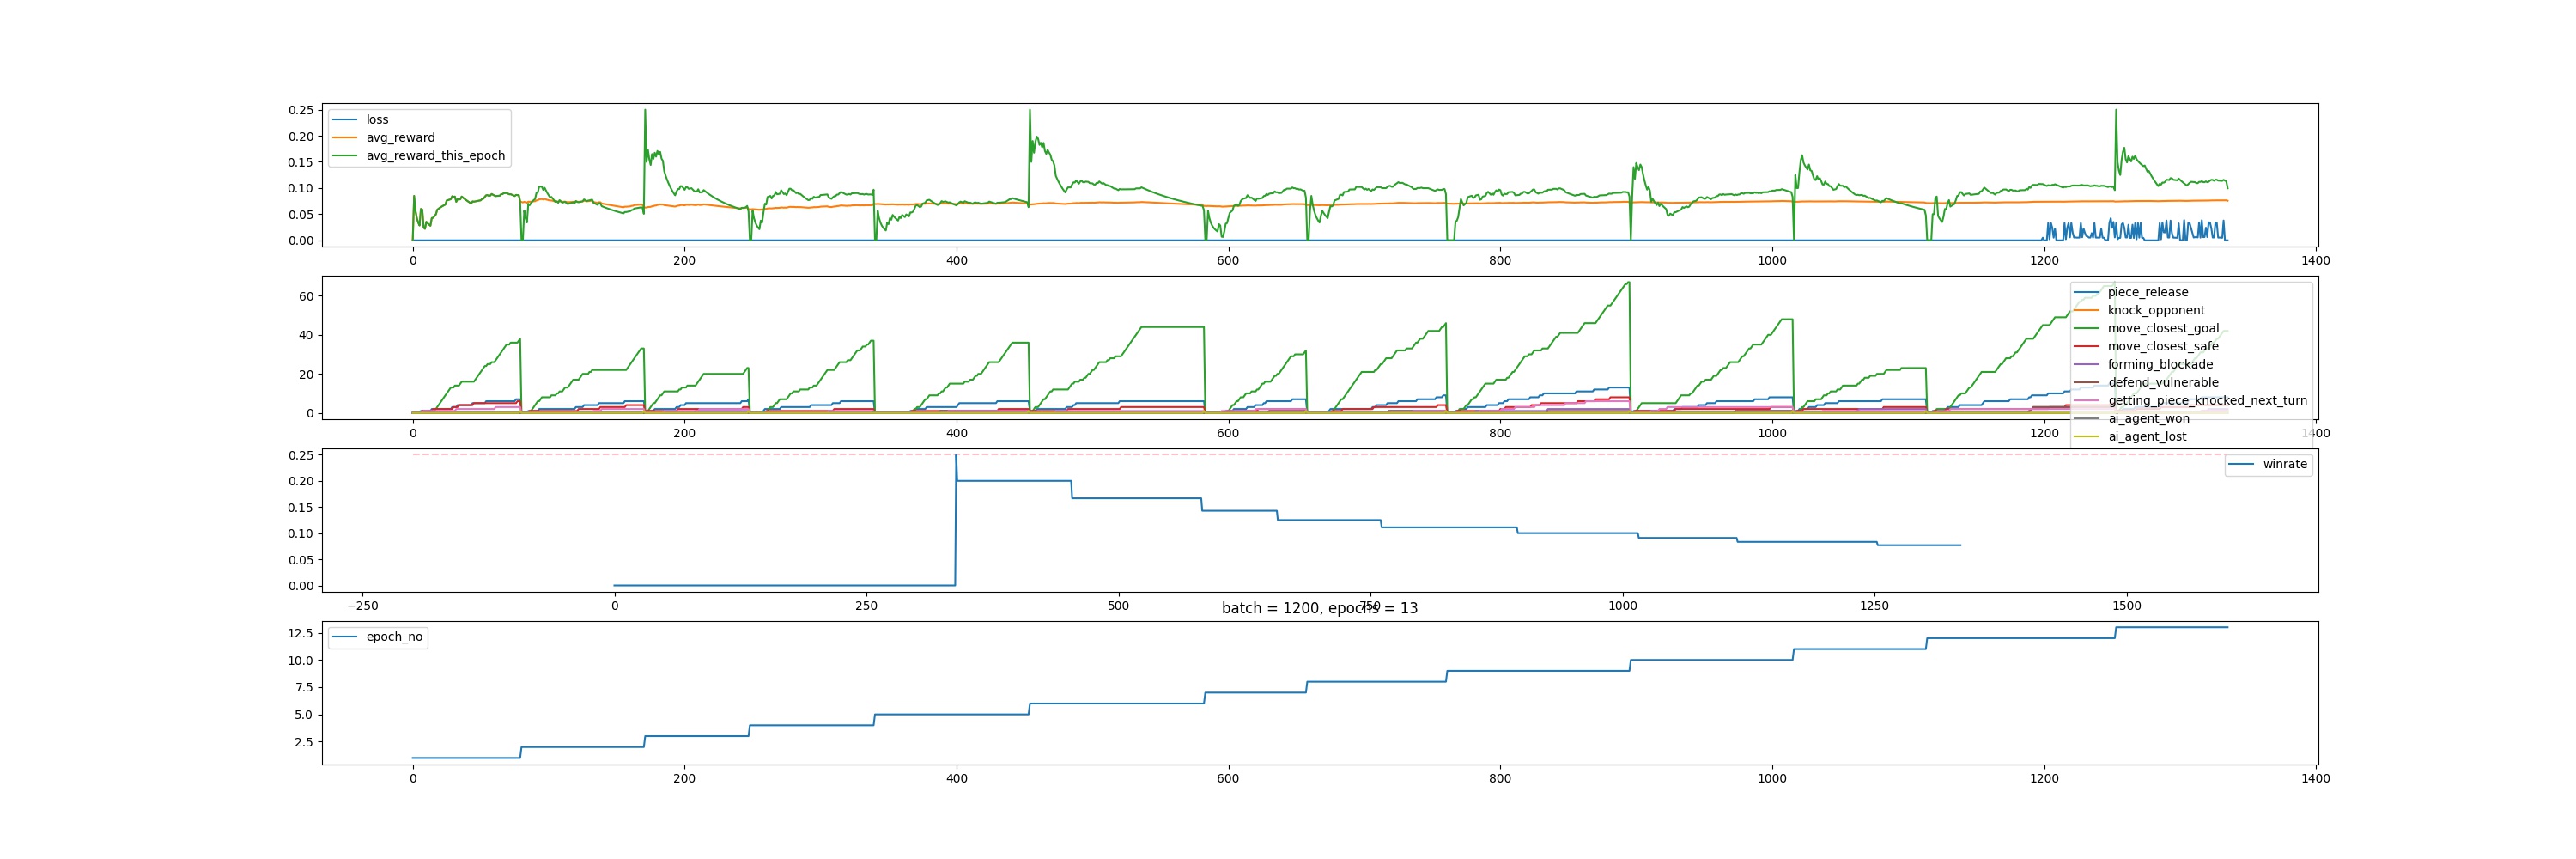 0.25
0.20
0.15
0.10
0.05
0.00
loss
avg_reward
avg_reward_this_epoch
0 200 400 600 800 1000 1200 1400
60
40
20
0
piece_release
knock_opponent
move_closest_goal
move_closest_safe
forming_blockade
defend_vulnerable
getting_piece_knocked_next_turn
ai_agent_won
ai_agent_lost
0 200 400 600 800 1000 1200 1400
0.25
0.20
0.15
0.10
0.05
0.00
winrate
−250 0 250 500 750 1000 1250 1500
batch = 1200, epochs = 13
12.5
10.0
7.5
5.0
2.5
epoch_no
0 200 400 600 800 1000 1200 1400